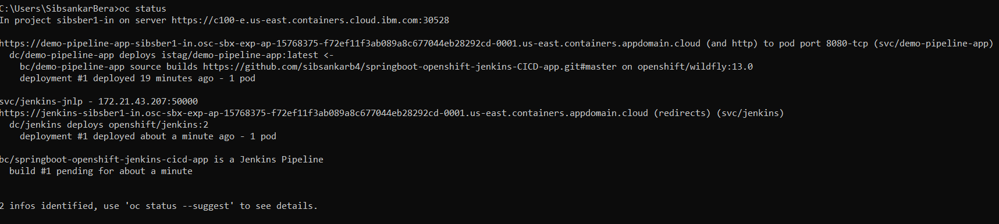 C:\Users\SibsankarBera>oc status
In project sibsber1-in on server https://c100-e.us-east.containers.cloud.ibm.com:30528
https://demo-pipeline-app-sibsber1-in.osc-sbx-exp-ap-15768375-f72ef11f3ab089a8c677044eb28292cd-0001.us-east.containers.appdomain.cloud (and http) to pod port 8080-tcp (svc/demo-pipeline-app)
dc/demo-pipeline-app deploys istag/demo-pipeline-app:latest <-
bc/demo-pipeline-app source builds https://github.com/sibsankarb4/springboot-openshift-jenkins-CICD-app.git#master on openshift/wildfly:13.0
deployment #1 deployed 19 minutes ago - 1 pod
svc/jenkins-jnlp - 172.21.43.207:50000
https://jenkins-sibsber1-in.osc-sbx-exp-ap-15768375-f72ef11f3ab089a8c677044eb28292cd-0001.us-east.containers.appdomain.cloud (redirects) (svc/jenkins)
dc/jenkins deploys openshift/jenkins:2
deployment #1 deployed about a minute ago - 1 pod
bc/springboot-openshift-jenkins-cicd-app is a Jenkins Pipeline
build #1 pending for about a minute
2 infos identified, use 'oc status --suggest' to see details.